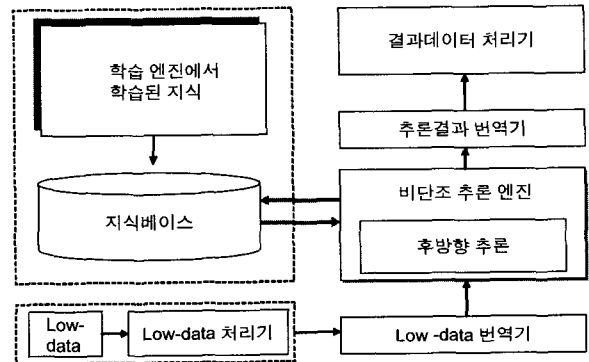 학습 엔진에서
학습된 지식
지식베이스
결과데이터 처리기
추론결과 번역기
비단조 추론 엔진
후방향 추론
Low-
data
Low-data 처리기
Low -data 번역기